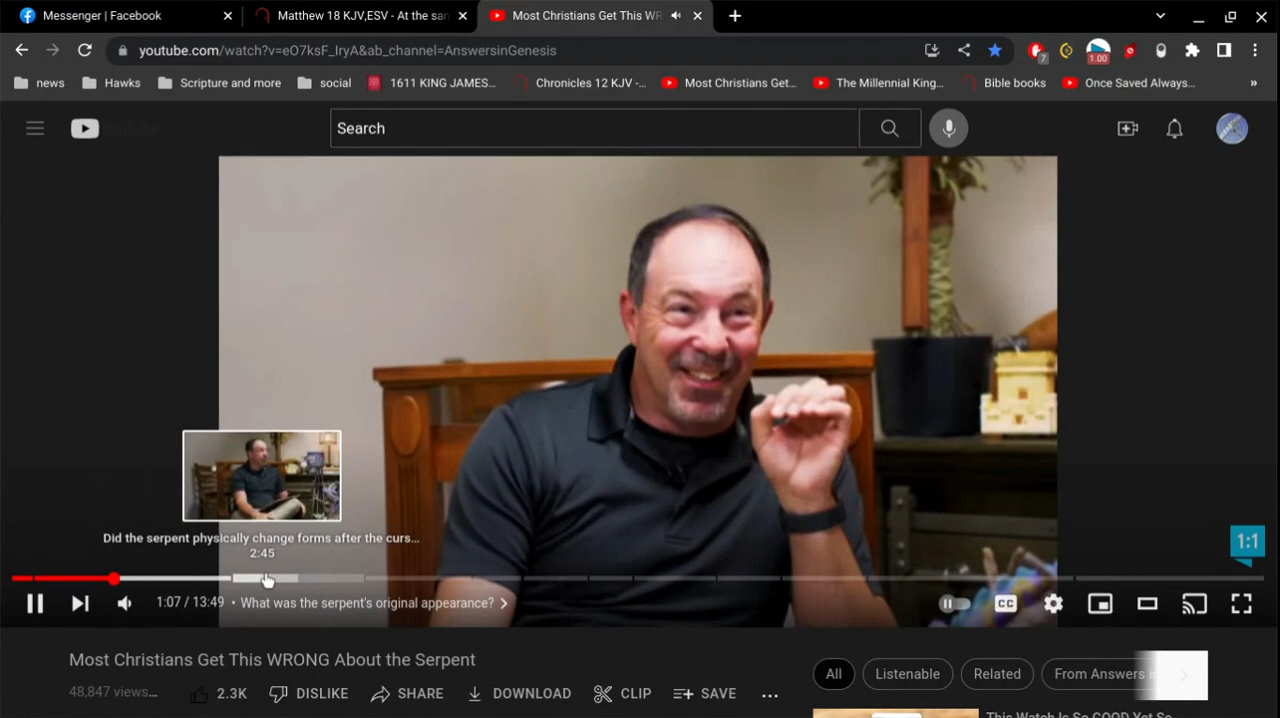 Messenger | Facebook
Matthew 18 KJV,ESV - At the sar
Most Christians Get This WR
youtube.com/watch?v=eO7ksF_IryA&ab_channel=AnswersinGenesis
7
1.00
news
Hawks
Scripture and more
social
1611 KING JAMES...
Chronicles 12 KJV -...
Most Christians Get...
The Millennial King...
Bible books
Once Saved Always...
»
Search
1:1
Did the serpent physically change forms after the curs...
2:45
1:07 / 13:49 • What was the serpent's original appearance?
CC
Most Christians Get This WRONG About the Serpent
48,847 views...
2.3K
DISLIKE
SHARE
DOWNLOAD
CLIP
SAVE
...
All
Listenable
Related
From Answers i
This Watch Is So GOOD Yet So